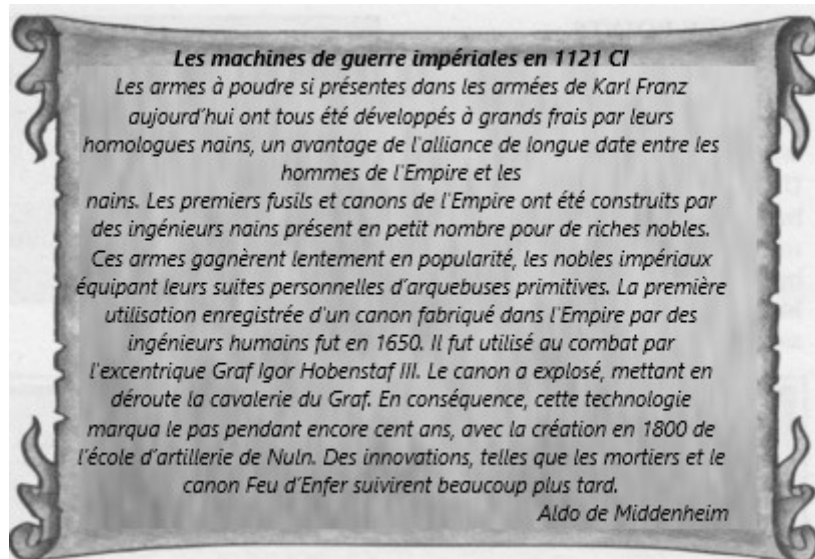 Les machines de guerre impériales en 1121 CI
Les armes à poudre si présentes dans les armées de Karl Franz
aujourd'hui ont tous été développés à grands frais par leurs
homologues nains, un avantage de l'alliance de longue date entre les
hommes de l'Empire et les
nains. Les premiers fusils et canons de l'Empire ont été construits par
des ingénieurs nains présent en petit nombre pour de riches nobles.
Ces armes gagnèrent lentement en popularité, les nobles impériaux
équipant leurs suites personnelles d'arquebuses primitives. La première
utilisation enregistrée d'un canon fabriqué dans l'Empire par des
ingénieurs humains fut en 1650. Il fut utilisé au combat par
l'excentrique Graf Igor Hobenstaf III. Le canon a explosé, mettant en
déroute la cavalerie du Graf. En conséquence, cette technologie
marqua le pas pendant encore cent ans, avec la création en 1800 de
l'école d'artillerie de Nuln. Des innovations, telles que les mortiers et le
canon Feu d'Enfer suivirent beaucoup plus tard.
Aldo de Middenheim